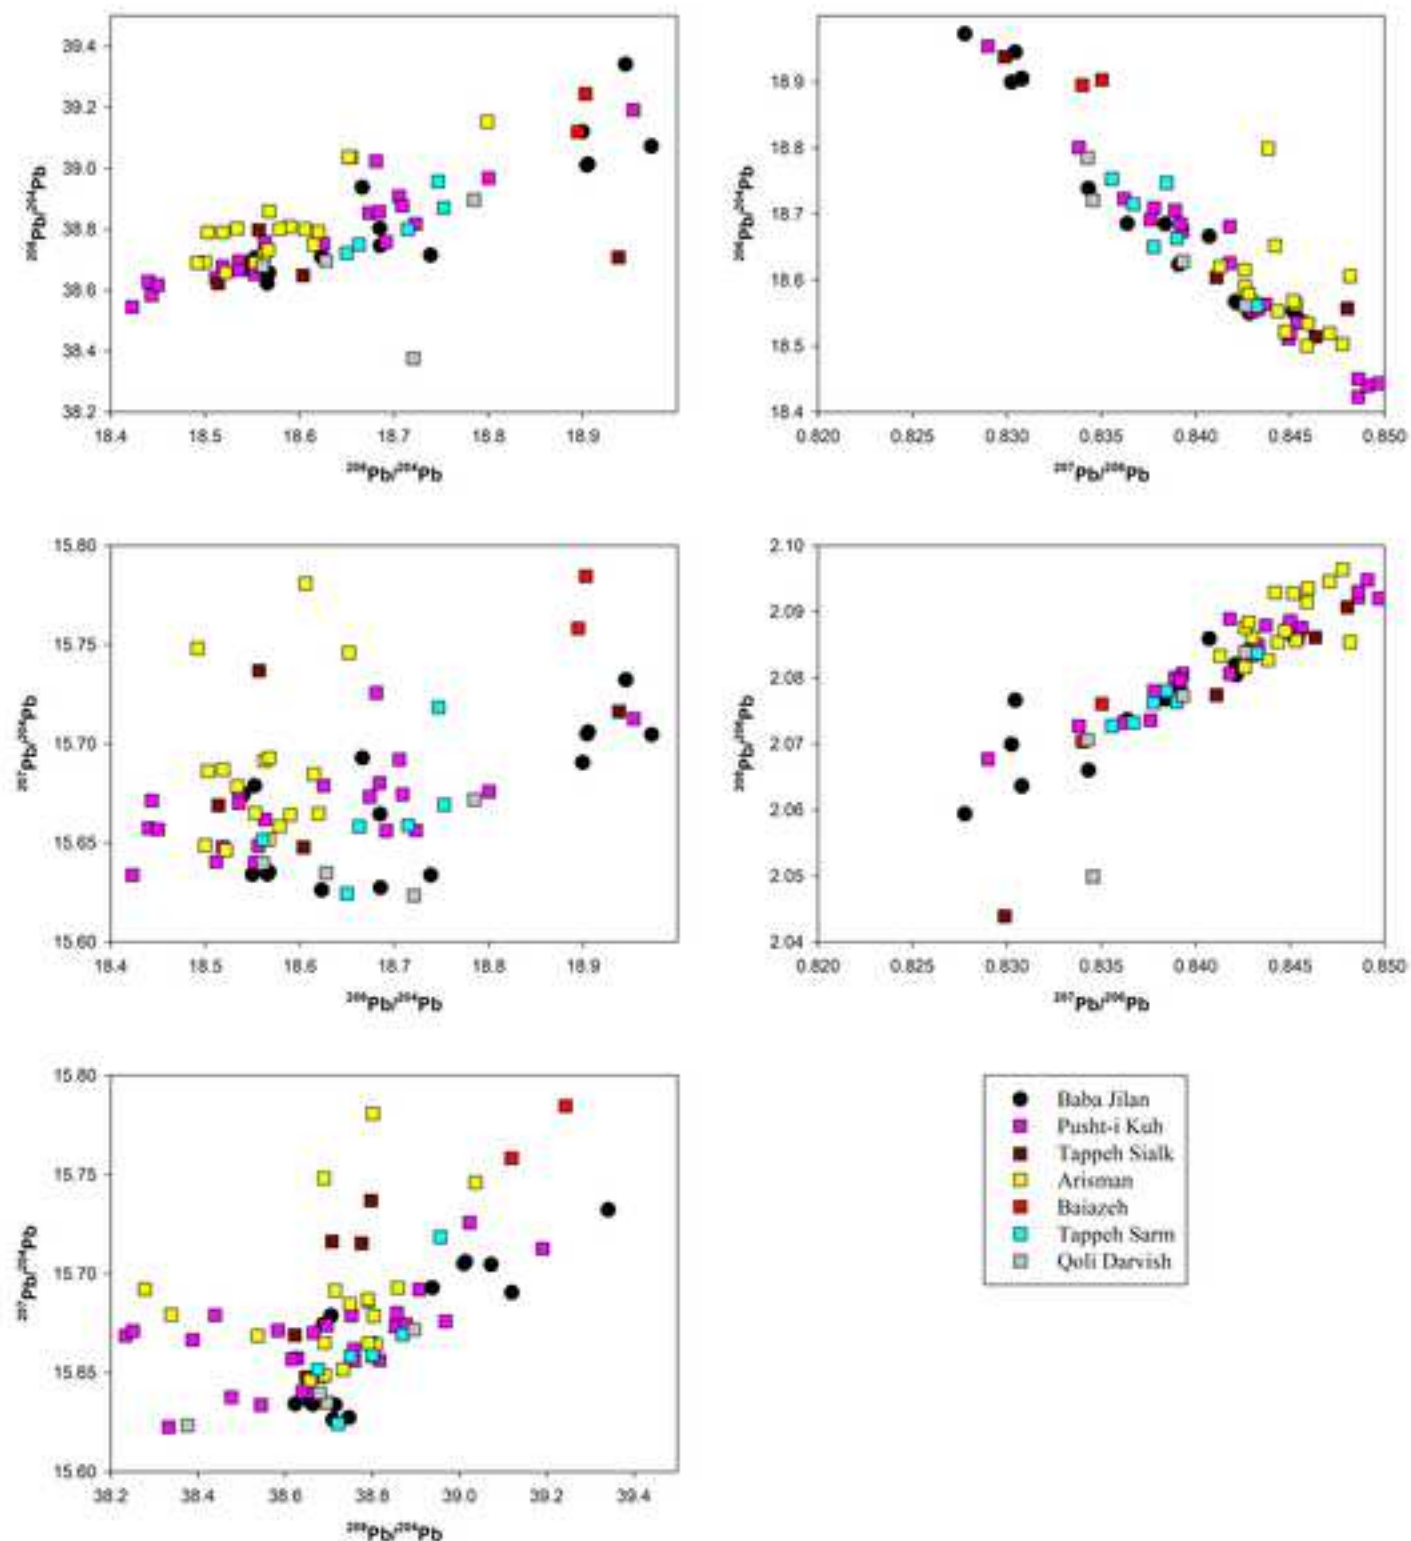 39.4
39.2
39.0
38.8
38.6
38.4
38.2
²⁰⁸Pb/²⁰⁴Pb
18.4 18.5 18.6 18.7 18.8 18.9
²⁰⁶Pb/²⁰⁴Pb
18.9
18.8
18.7
18.6
18.5
18.4
²⁰⁶Pb/²⁰⁴Pb
0.820 0.825 0.830 0.835 0.840 0.845 0.850
²⁰⁷Pb/²⁰⁶Pb
15.80
15.75
15.70
15.65
15.60
²⁰⁷Pb/²⁰⁴Pb
18.4 18.5 18.6 18.7 18.8 18.9
²⁰⁶Pb/²⁰⁴Pb
2.10
2.09
2.08
2.07
2.06
2.05
2.04
²⁰⁸Pb/²⁰⁶Pb
0.820 0.825 0.830 0.835 0.840 0.845 0.850
²⁰⁷Pb/²⁰⁶Pb
15.80
15.75
15.70
15.65
15.60
²⁰⁷Pb/²⁰⁴Pb
38.2 38.4 38.6 38.8 39.0 39.2 39.4
²⁰⁸Pb/²⁰⁴Pb
Baba Jilan
Pusht-i Kuh
Tappeh Sialk
Arisman
Baiazeh
Tappeh Sarm
Qoli Darvish